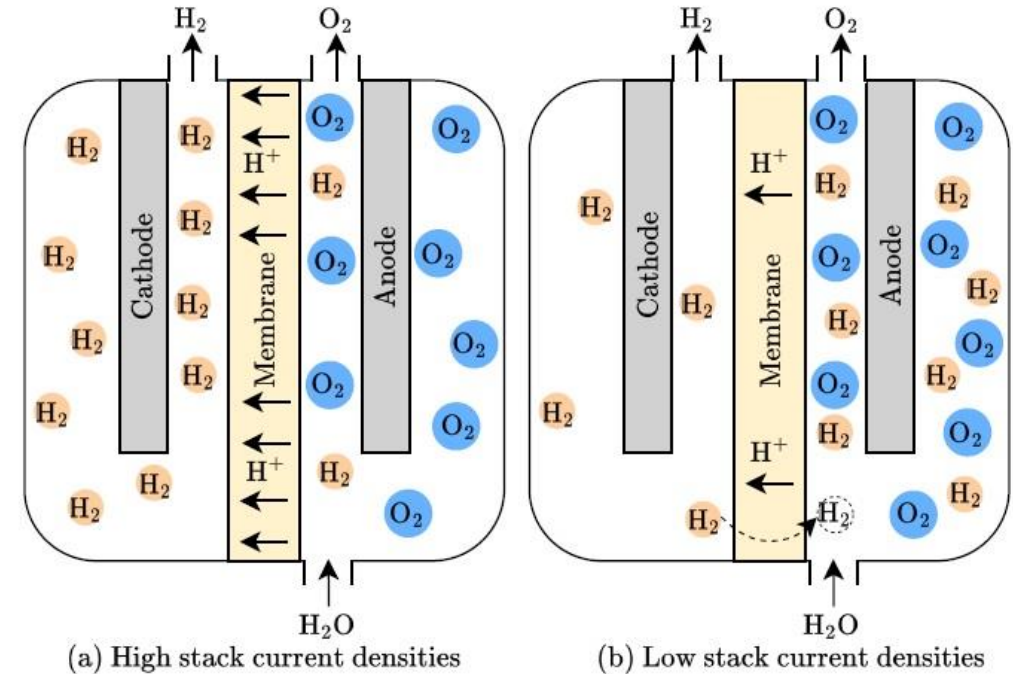 H₂ O₂ H₂ O₂
O₂ O₂ O₂ O₂
H₂ H₂ H⁺ H₂ H⁺ H₂ H₂
H₂ H₂
Cathode Membrane Anode Cathode Membrane Anode
H₂ O₂ O₂ O₂ O₂
H₂ H₂ H₂ H₂
H₂ O₂ H₂ O₂
H₂ O₂ O₂ H₂
H₂ O₂ H₂ H₂ O₂
H⁺ H⁺
H₂ H₂ H₂ H₂
H₂ O₂ H₂ H₂ O₂
H₂O H₂O
(a) High stack current densities (b) Low stack current densities